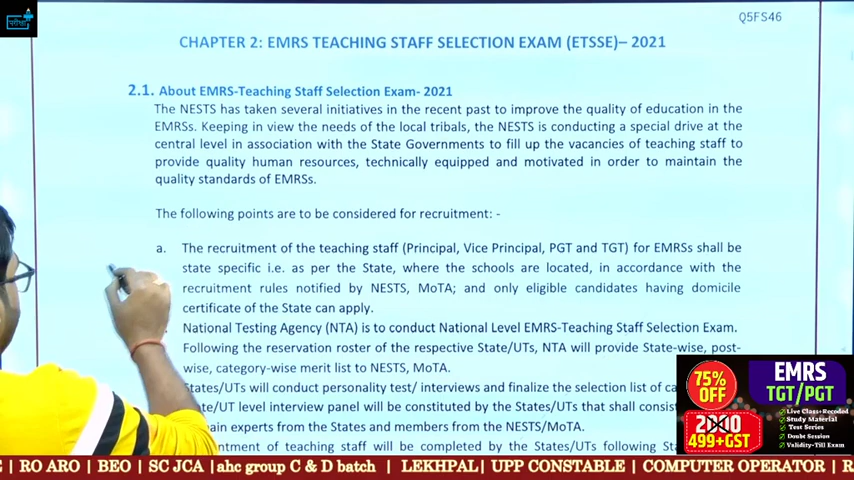 परीक्षा
Q5FS46
CHAPTER 2: EMRS TEACHING STAFF SELECTION EXAM (ETSSE)– 2021
2.1. About EMRS-Teaching Staff Selection Exam- 2021
The NESTS has taken several initiatives in the recent past to improve the quality of education in the
EMRSs. Keeping in view the needs of the local tribals, the NESTS is conducting a special drive at the
central level in association with the State Governments to fill up the vacancies of teaching staff to
provide quality human resources, technically equipped and motivated in order to maintain the
quality standards of EMRSs.
The following points are to be considered for recruitment: -
a. The recruitment of the teaching staff (Principal, Vice Principal, PGT and TGT) for EMRSs shall be
state specific i.e. as per the State, where the schools are located, in accordance with the
recruitment rules notified by NESTS, MoTA; and only eligible candidates having domicile
certificate of the State can apply.
National Testing Agency (NTA) is to conduct National Level EMRS-Teaching Staff Selection Exam.
Following the reservation roster of the respective State/UTs, NTA will provide State-wise, post-
wise, category-wise merit list to NESTS, MoTA.
States/UTs will conduct personality test/ interviews and finalize the selection list of
UT level interview panel will be constituted by the States/UTs that shall
experts from the States and members from the NESTS/MoTA.
of teaching staff will be completed by the States/UTs following
75%
OFF
2000
499+GST
EMRS
TGT/PGT
Live Class+Recoded
Study Material
Test Series
Doubt Session
Validity-Till Exam
| RO ARO | BEO | SC JCA |ahc group C & D batch | LEKHPAL| UPP CONSTABLE | COMPUTER OPERATOR |